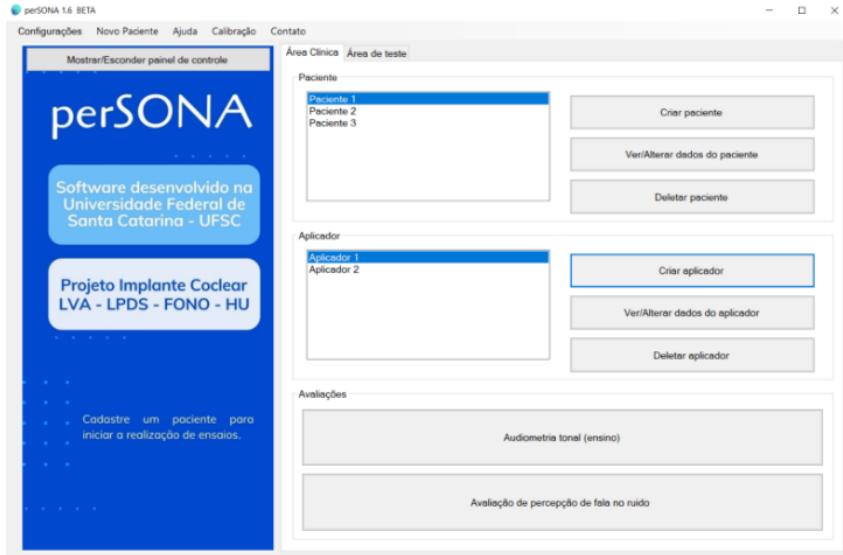 perSONA 1.6 BETA
Configurações Novo Paciente Ajuda Calibração Contato
Mostrar/Esconder painel de controle
perSONA
Software desenvolvido na
Universidade Federal de
Santa Catarina - UFSC
Projeto Implante Coclear
LVA - LPDS - FONO - HU
Cadastre um paciente para
iniciar a realização de ensaios.
Área Clínica Área de teste
Paciente
Paciente 1
Paciente 2
Paciente 3
Criar paciente
Ver/Alterar dados do paciente
Deletar paciente
Aplicador
Aplicador 1
Aplicador 2
Criar aplicador
Ver/Alterar dados do aplicador
Deletar aplicador
Avaliações
Audiometria tonal (ensino)
Avaliação de percepção de fala no ruido